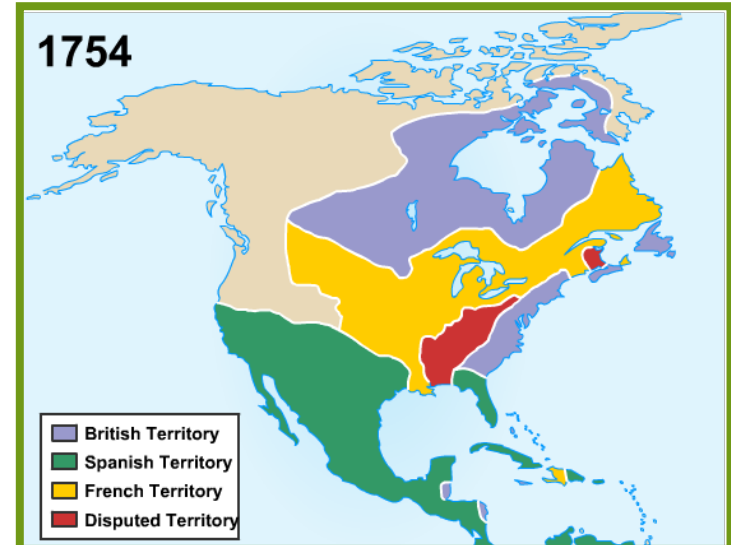 1754
British Territory
Spanish Territory
French Territory
Disputed Territory